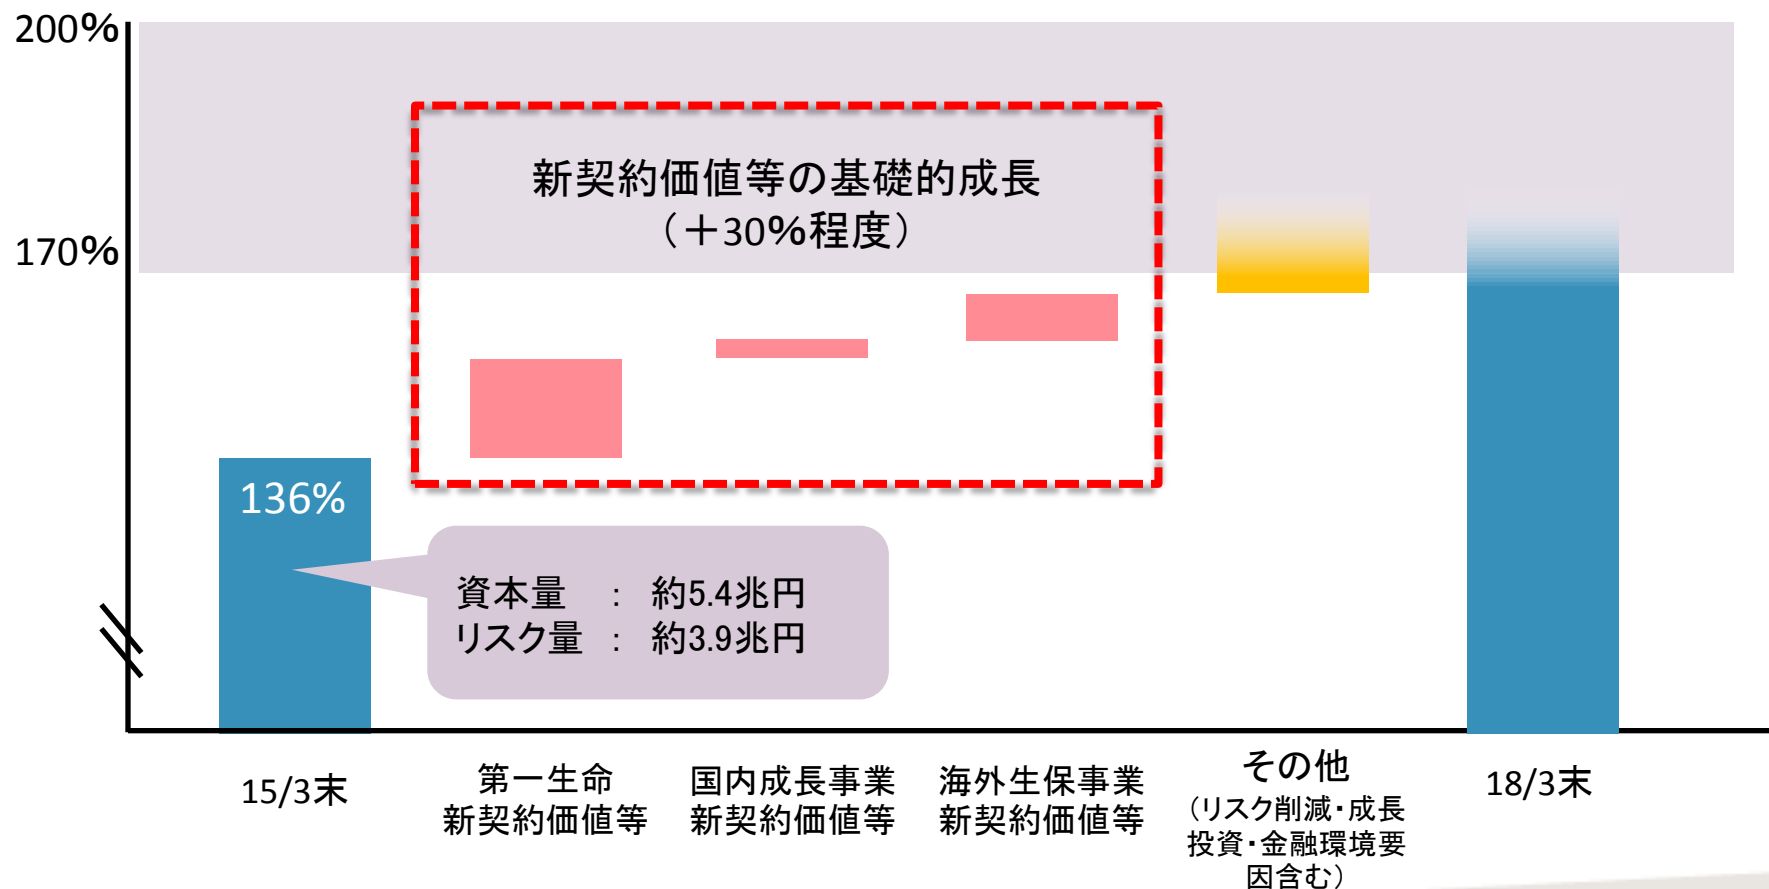 200%
170%
新契約価値等の基礎的成長
（＋30%程度）
136%
資本量　：　約5.4兆円
リスク量　：　約3.9兆円
15/3末
第一生命
新契約価値等
国内成長事業
新契約価値等
海外生保事業
新契約価値等
その他
（リスク削減・成長
投資・金融環境要
因含む）
18/3末